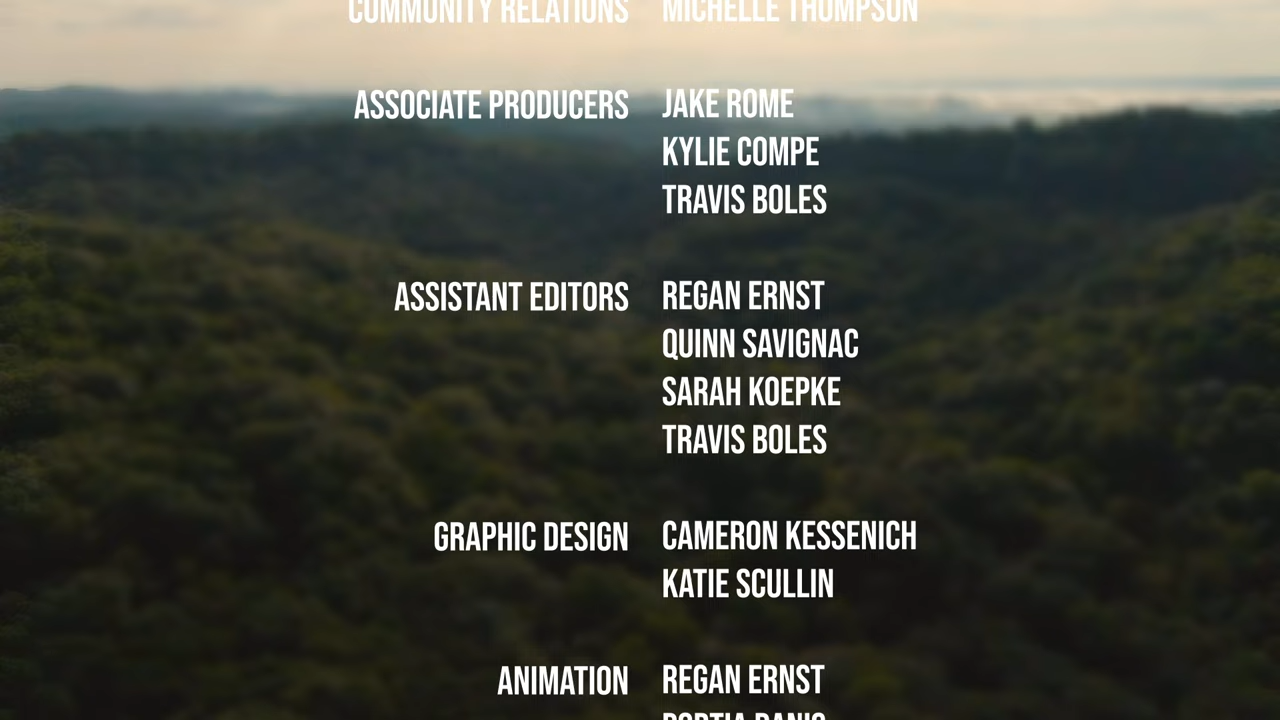 COMMUNITY RELATIONS MICHELLE THOMPSON
ASSOCIATE PRODUCERS JAKE ROME
KYLIE COMPE
TRAVIS BOLES
ASSISTANT EDITORS REGAN ERNST
QUINN SAVIGNAC
SARAH KOEPKE
TRAVIS BOLES
GRAPHIC DESIGN CAMERON KESSENICH
KATIE SCULLIN
ANIMATION REGAN ERNST